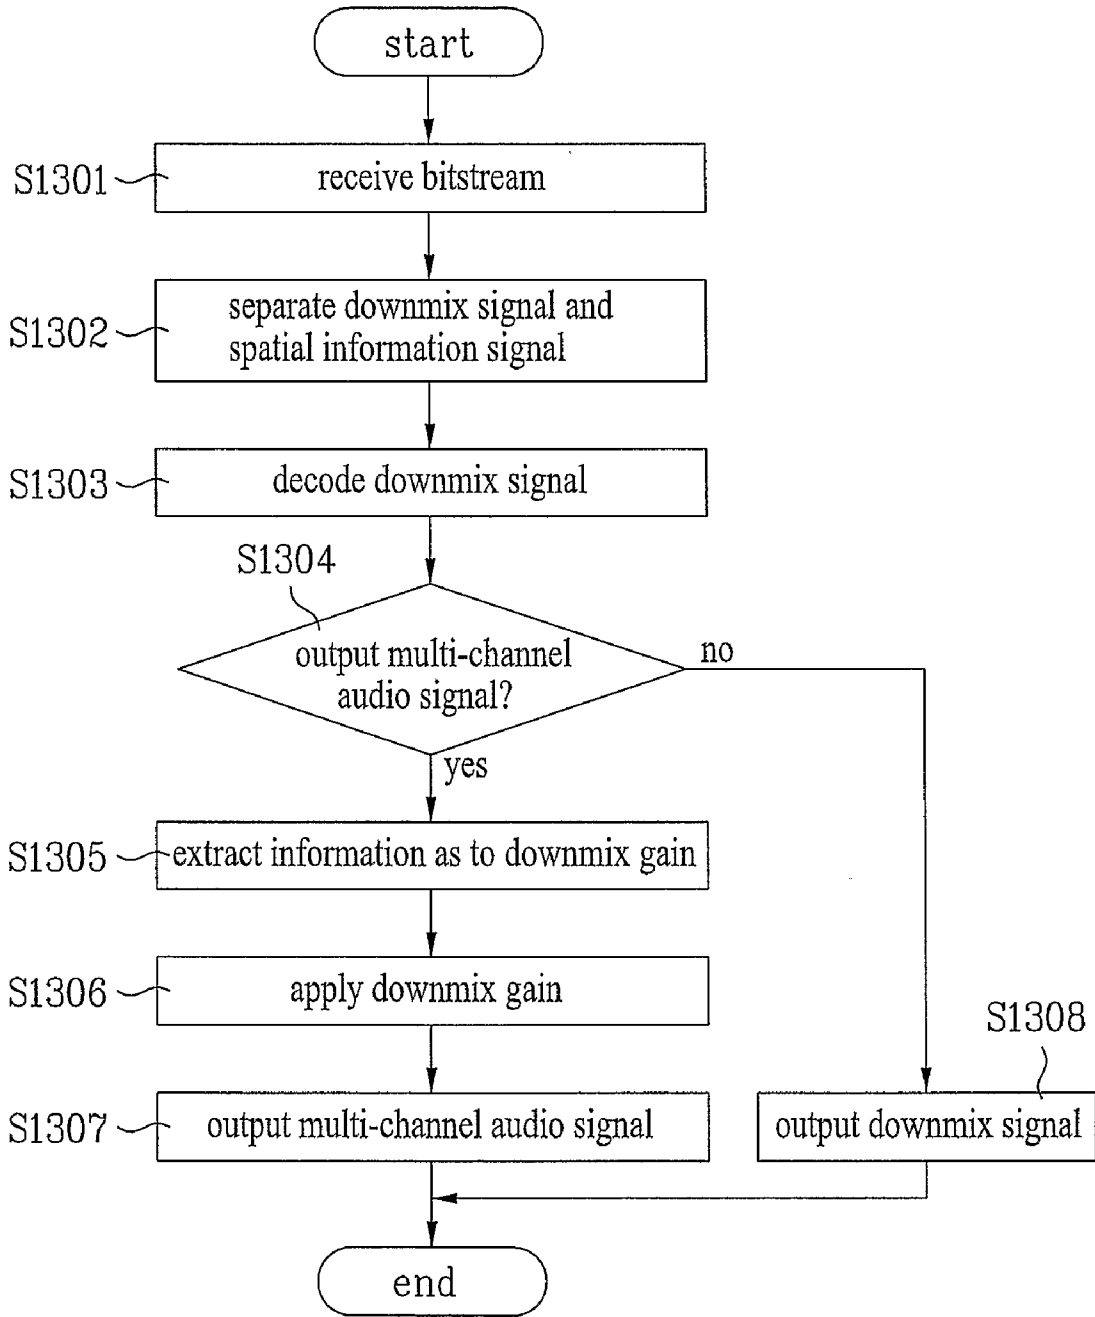 start
S1301
receive bitstream
S1302
separate downmix signal and
spatial information signal
S1303
decode downmix signal
S1304
output multi-channel
audio signal?
no
yes
S1305
extract information as to downmix gain
S1306
apply downmix gain
S1307
output multi-channel audio signal
S1308
output downmix signal
end